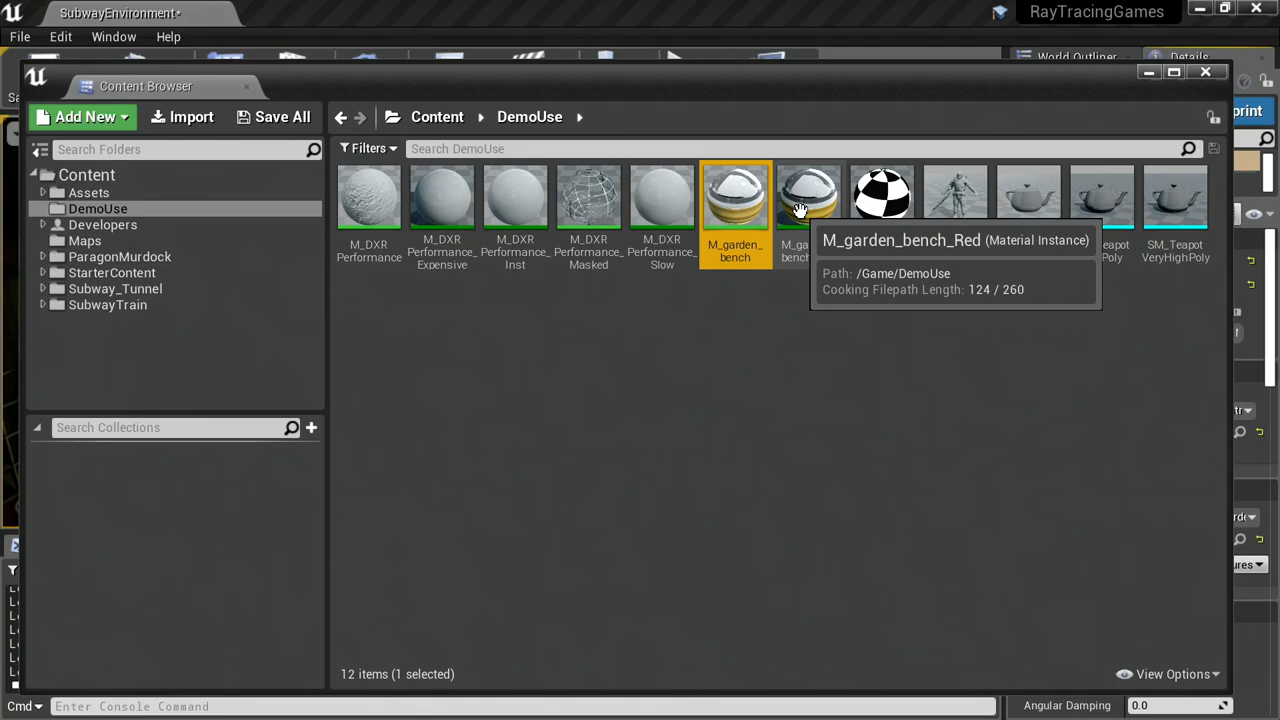 SubwayEnvironment*
RayTracingGames
File
Edit
Window
Help
World Outliner
Details
Content Browser
Add New
Import
Save All
Content
DemoUse
Search Folders
Filters
Search DemoUse
Content
Assets
DemoUse
Developers
Maps
ParagonMurdock
StarterContent
Subway_Tunnel
SubwayTrain
M_DXR
Performance
M_DXR
Performance_
Expensive
M_DXR
Performance_
Inst
M_DXR
Performance_
Masked
M_DXR
Performance_
Slow
M_garden_
bench
M_ga
bench
M_garden_bench_Red (Material Instance)
Path: /Game/DemoUse
Cooking Filepath Length: 124 / 260
eapot
Poly
SM_Teapot
VeryHighPoly
Search Collections
12 items (1 selected)
View Options
Cmd
Enter Console Command
Angular Damping
0.0